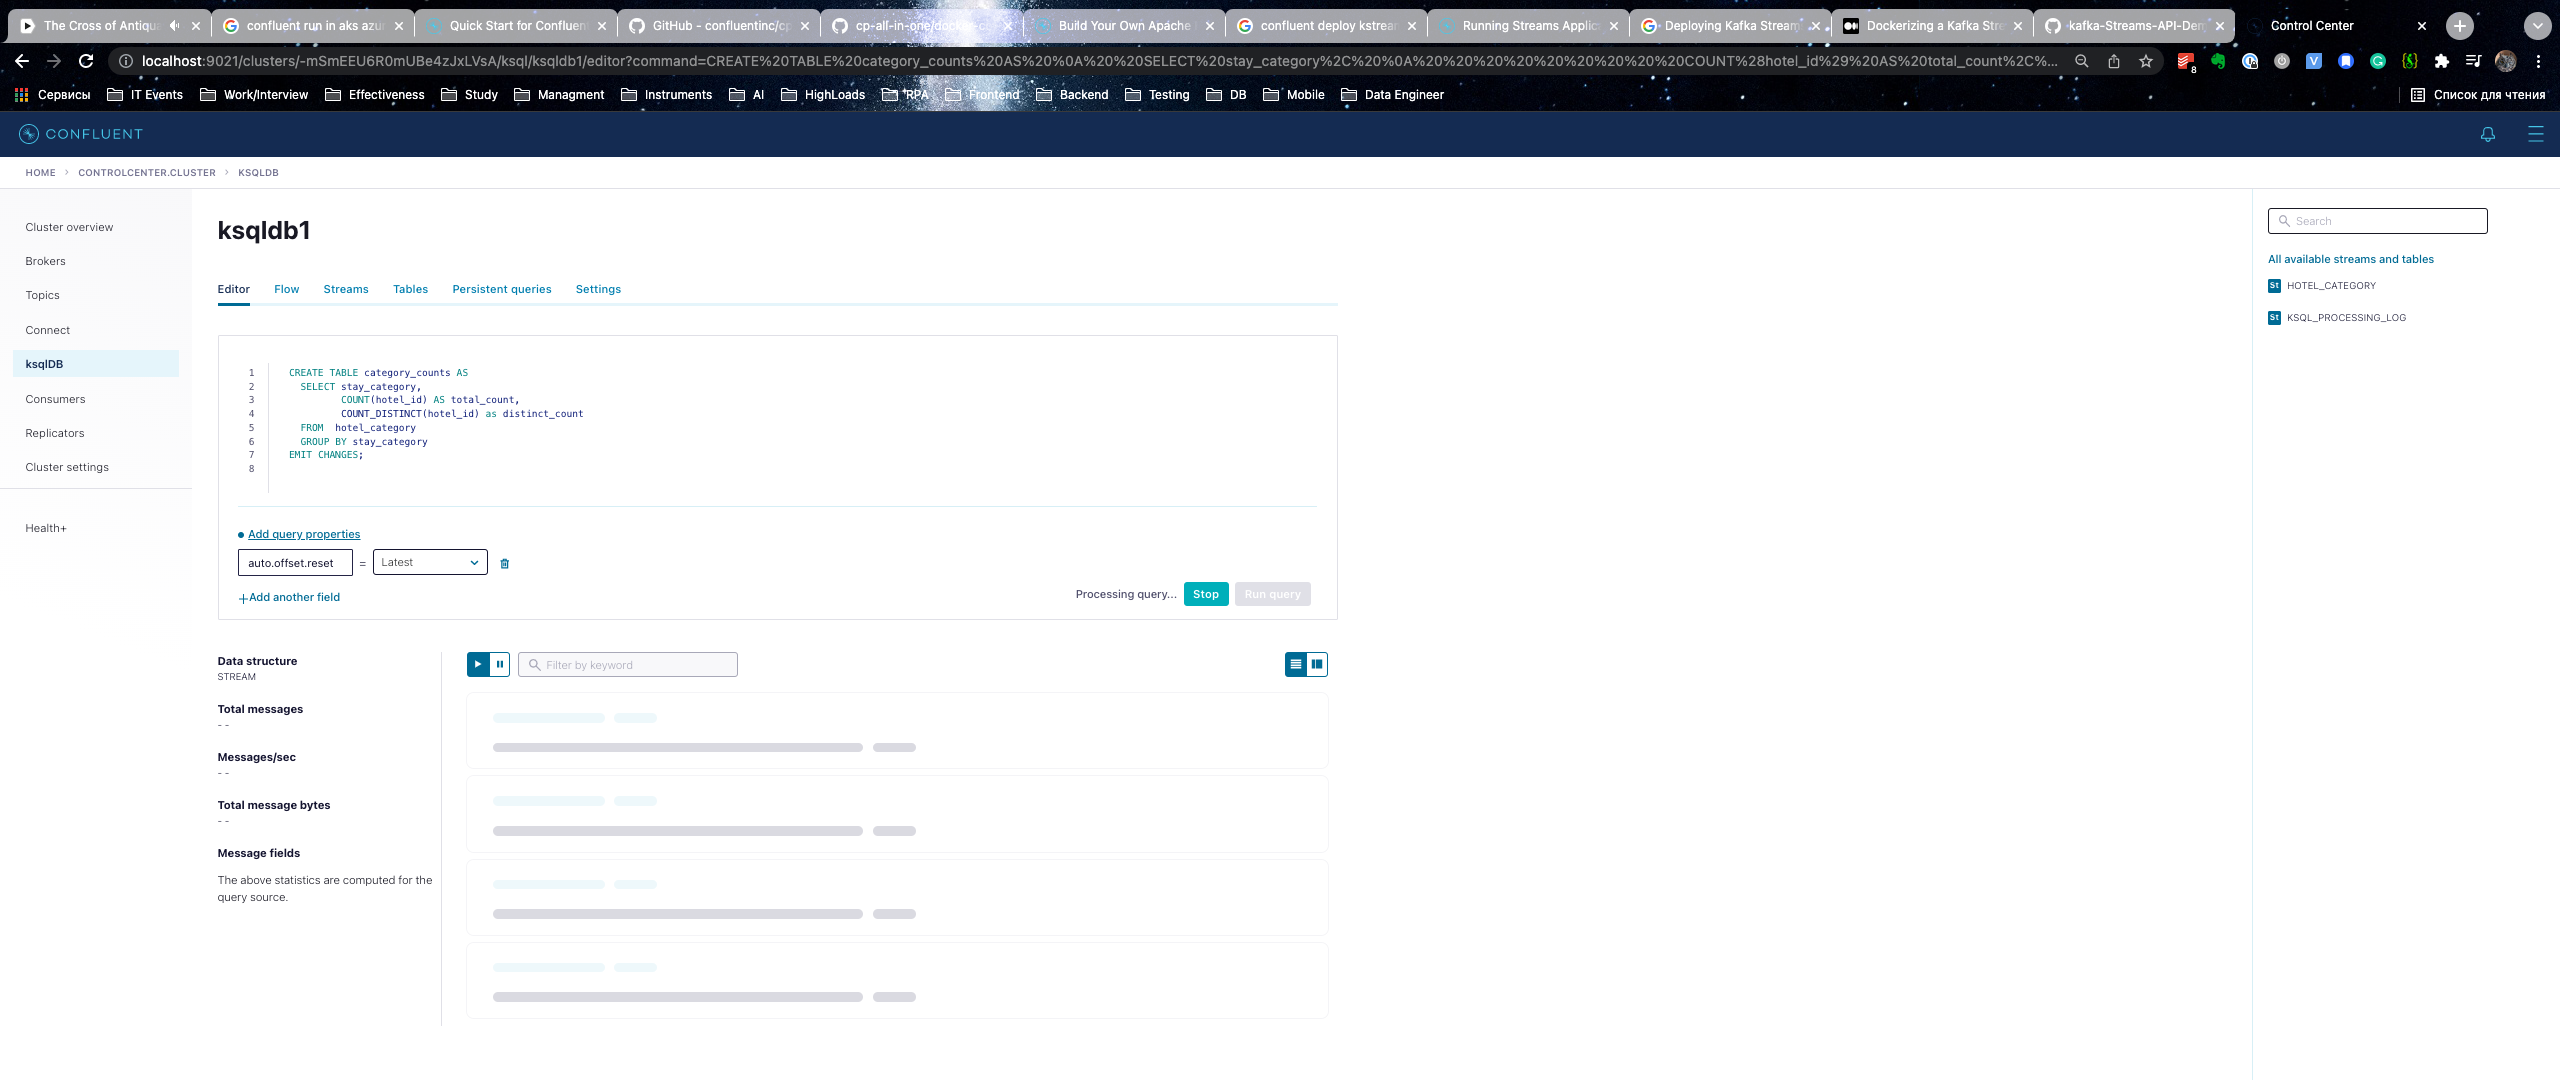 The Cross of Antiqua
confluent run in aks azur
Quick Start for Confluen
GitHub - confluentinc/cp
cp-all-in-one/docker-co
Build Your Own Apache
confluent deploy kstrean
Running Streams Applic
Deploying Kafka Stream
Dockerizing a Kafka Stre
kafka-Streams-API-Dem
Control Center
localhost:9021/clusters/-mSmEEU6R0mUBe4zJxLVsA/ksql/ksqldb1/editor?command=CREATE%20TABLE%20category_counts%20AS%20%0A%20%20SELECT%20stay_category%2C%20%0A%20%20%20%20%20%20%20%20%20COUNT%28hotel_id%29%20AS%20total_count%2C%...
8
Сервисы
IT Events
Work/Interview
Effectiveness
Study
Managment
Instruments
AI
HighLoads
RPA
Frontend
Backend
Testing
DB
Mobile
Data Engineer
Список для чтения
CONFLUENT
HOME > CONTROLCENTER.CLUSTER > KSQLDB
Cluster overview
Brokers
Topics
Connect
ksqlDB
Consumers
Replicators
Cluster settings
Health+
ksqldb1
Editor
Flow
Streams
Tables
Persistent queries
Settings
1 CREATE TABLE category_counts AS
2 SELECT stay_category,
3 COUNT(hotel_id) AS total_count,
4 COUNT_DISTINCT(hotel_id) as distinct_count
5 FROM hotel_category
6 GROUP BY stay_category
7 EMIT CHANGES;
8
Add query properties
auto.offset.reset = Latest
+Add another field
Processing query...
Stop
Run query
Data structure
STREAM
Total messages
--
Messages/sec
--
Total message bytes
--
Message fields
The above statistics are computed for the
query source.
Filter by keyword
Search
All available streams and tables
St HOTEL_CATEGORY
St KSQL_PROCESSING_LOG